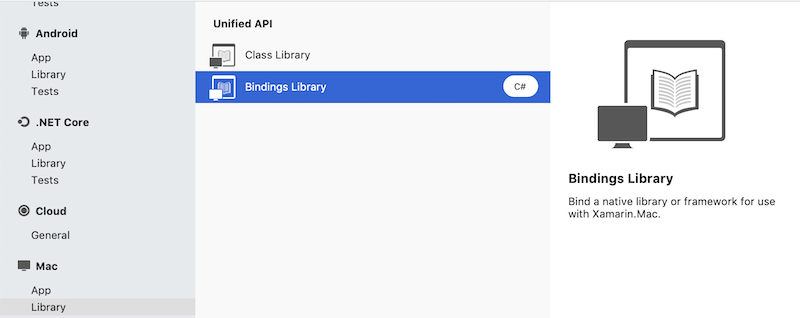 Tests
Android
App
Library
Tests
.NET Core
App
Library
Tests
Cloud
General
Mac
App
Library
Unified API
Class Library
Bindings Library
C#
Bindings Library
Bind a native library or framework for use
with Xamarin.Mac.